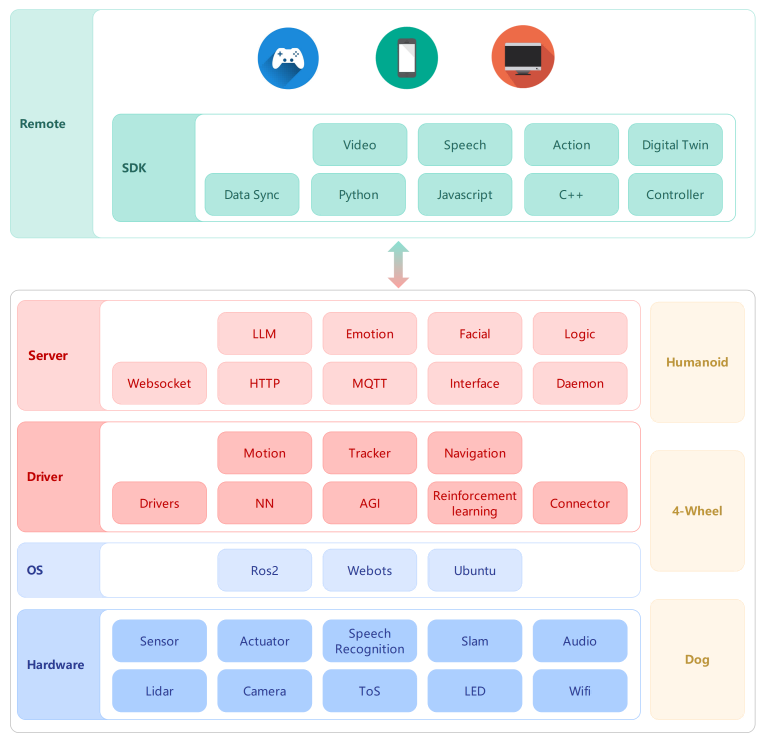 Remote
SDK
Video
Speech
Action
Digital Twin
Data Sync
Python
Javascript
C++
Controller
Server
LLM
Emotion
Facial
Logic
Websocket
HTTP
MQTT
Interface
Daemon
Driver
Motion
Tracker
Navigation
Drivers
NN
AGI
Reinforcement
learning
Connector
OS
Ros2
Webots
Ubuntu
Hardware
Sensor
Actuator
Speech
Recognition
Slam
Audio
Lidar
Camera
ToS
LED
Wifi
Humanoid
4-Wheel
Dog